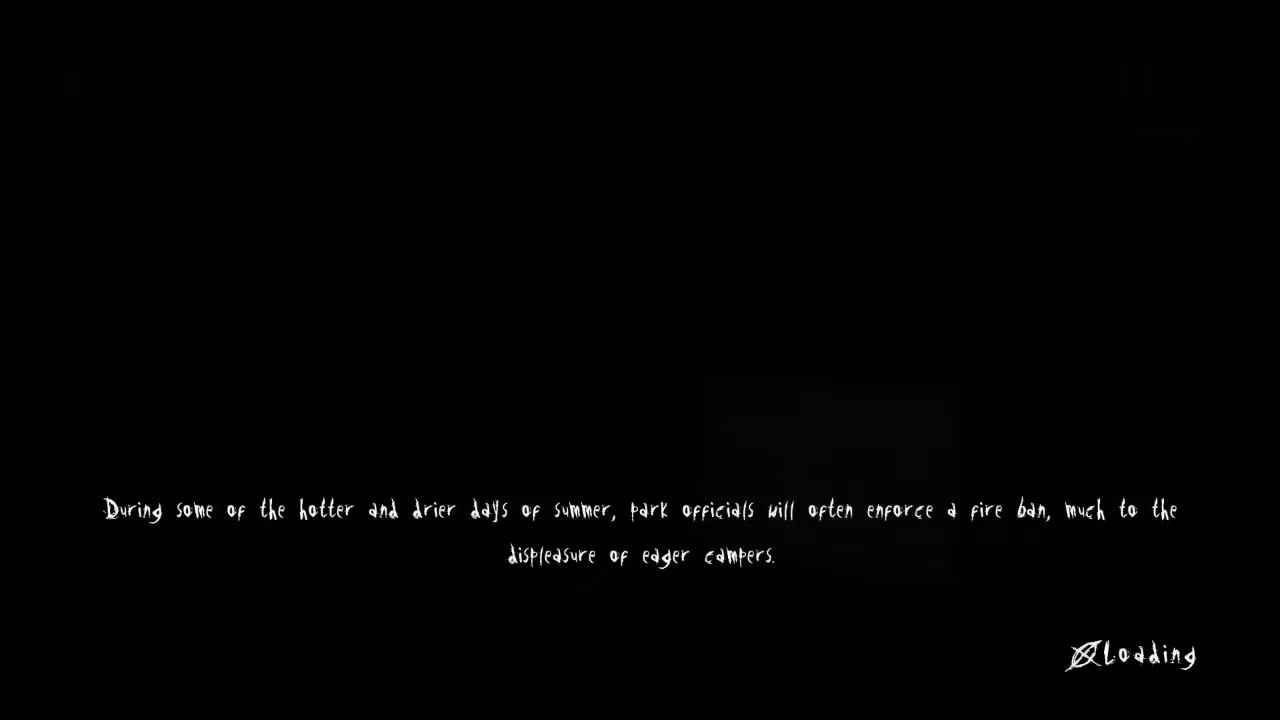 During some of the hotter and drier days of summer, park officials will often enforce a fire ban, much to the
displeasure of eager campers.
Loading